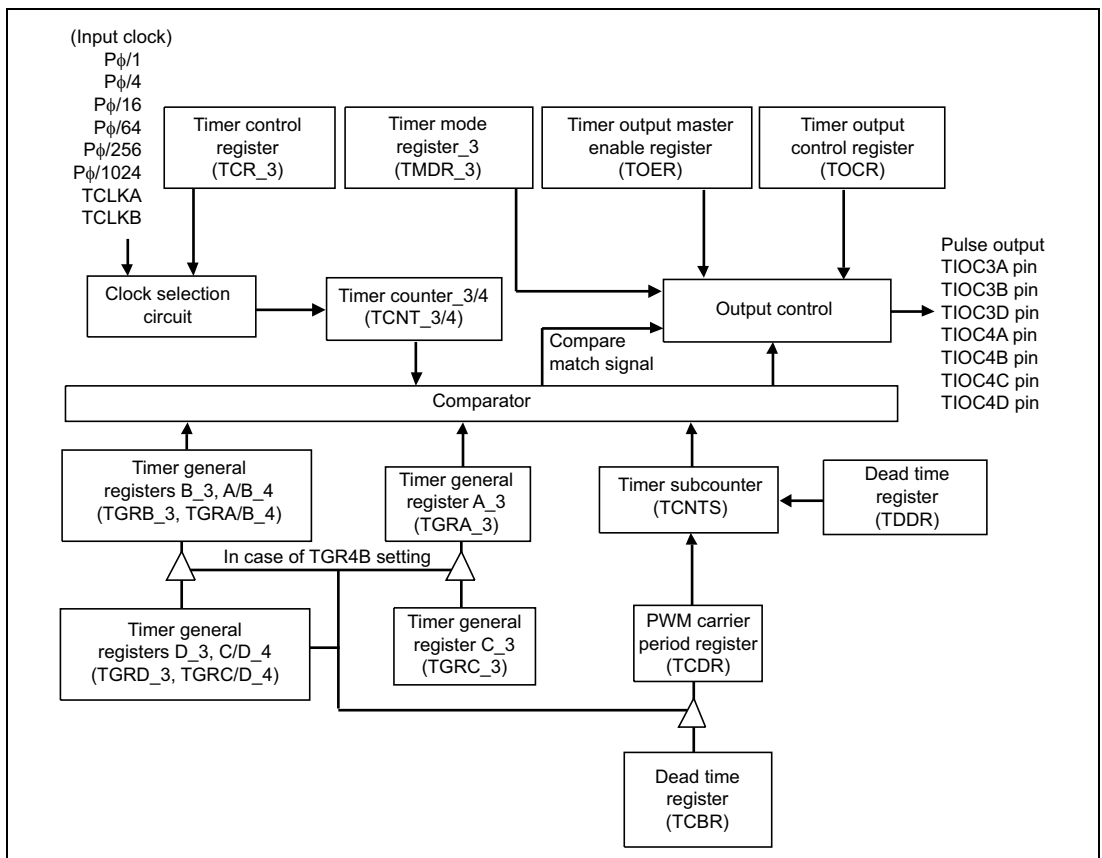 (Input clock)
Pϕ/1
Pϕ/4
Pϕ/16
Pϕ/64
Pϕ/256
Pϕ/1024
TCLKA
TCLKB
Timer control
register
(TCR_3)
Timer mode
register_3
(TMDR_3)
Timer output master
enable register
(TOER)
Timer output
control register
(TOCR)
Clock selection
circuit
Timer counter_3/4
(TCNT_3/4)
Output control
Pulse output
TIOC3A pin
TIOC3B pin
TIOC3D pin
TIOC4A pin
TIOC4B pin
TIOC4C pin
TIOC4D pin
Compare
match signal
Comparator
Timer general
registers B_3, A/B_4
(TGRB_3, TGRA/B_4)
Timer general
register A_3
(TGRA_3)
Timer subcounter
(TCNTS)
Dead time
register
(TDDR)
In case of TGR4B setting
Timer general
registers D_3, C/D_4
(TGRD_3, TGRC/D_4)
Timer general
register C_3
(TGRC_3)
PWM carrier
period register
(TCDR)
Dead time
register
(TCBR)